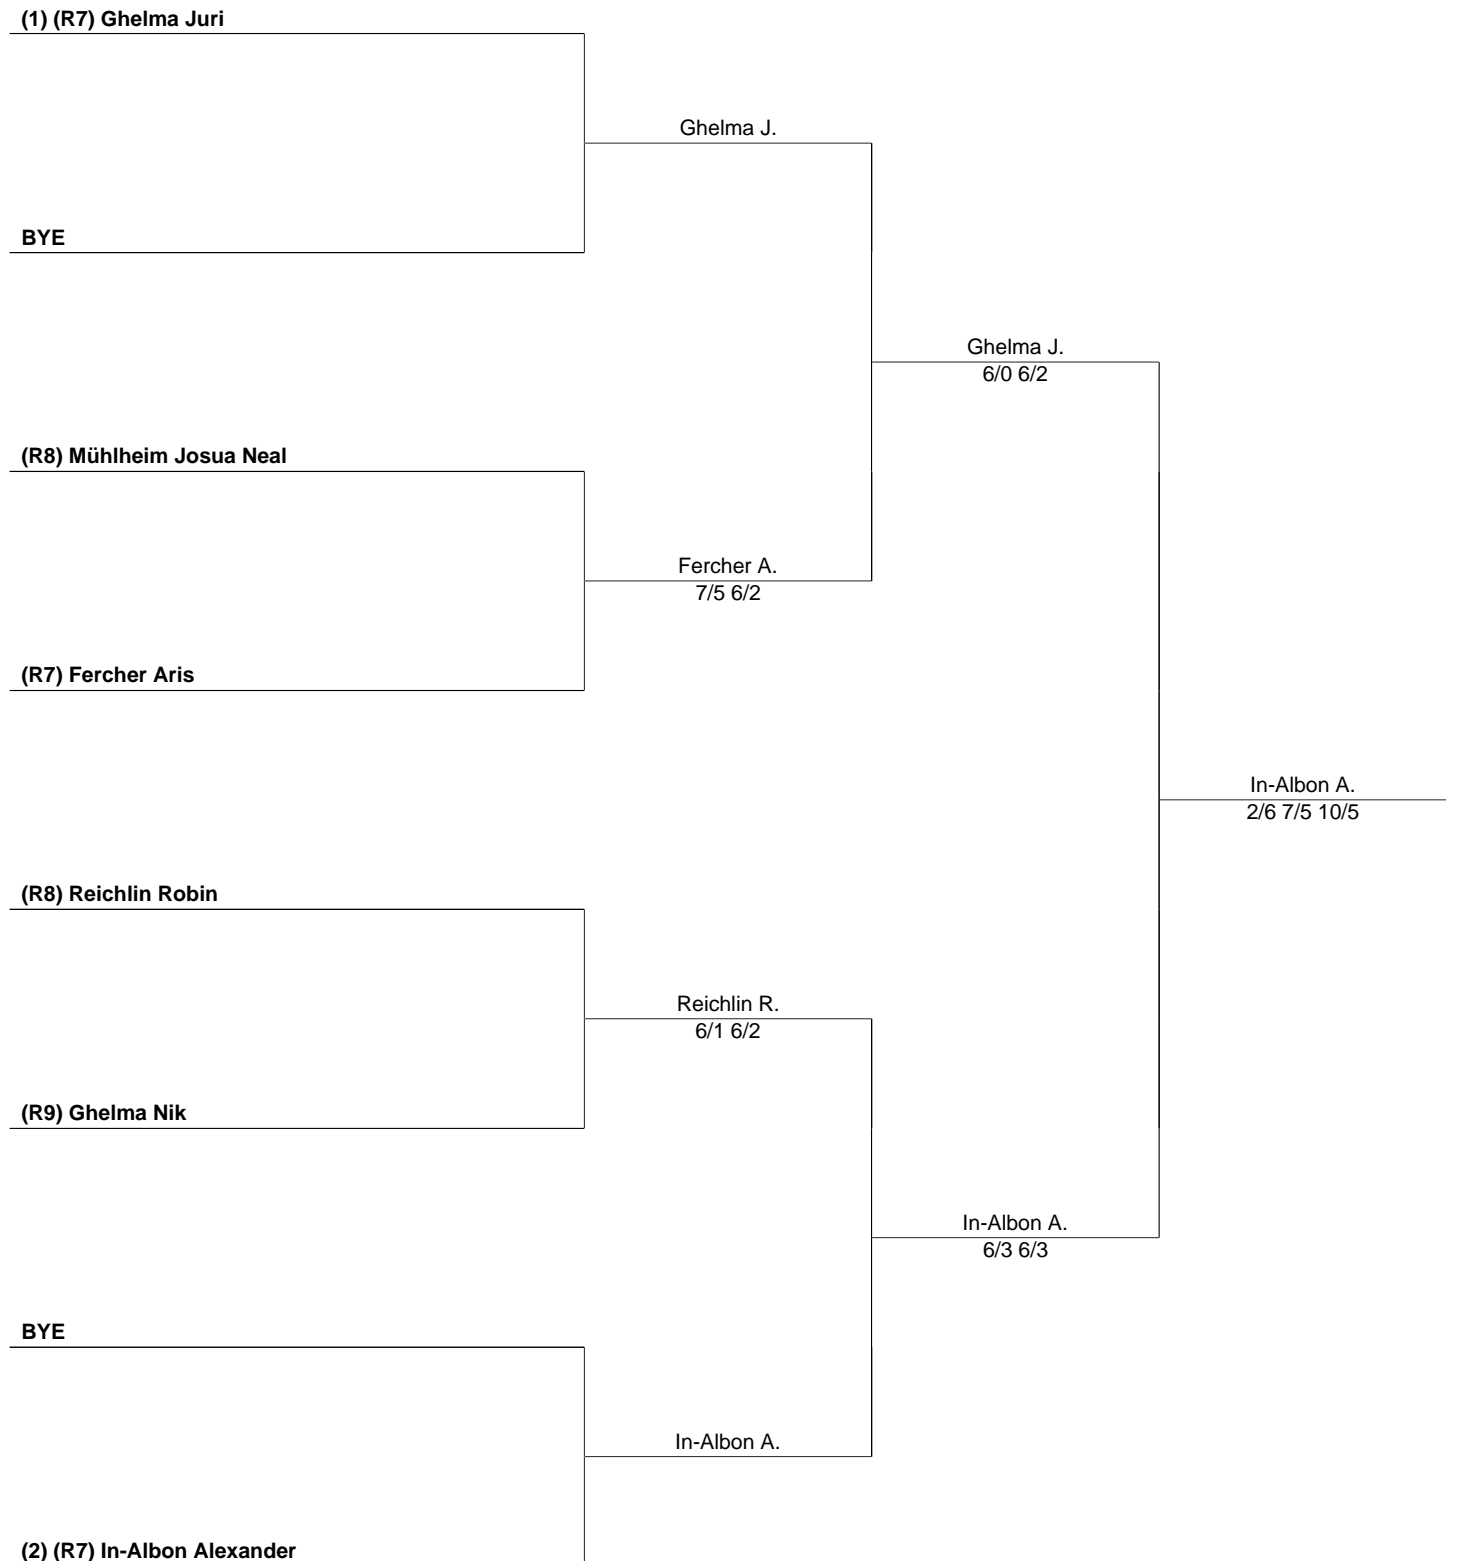 (1) (R7) Ghelma Juri
Ghelma J.
BYE
Ghelma J.
6/0 6/2
(R8) Mühlheim Josua Neal
Fercher A.
7/5 6/2
(R7) Fercher Aris
In-Albon A.
2/6 7/5 10/5
(R8) Reichlin Robin
Reichlin R.
6/1 6/2
(R9) Ghelma Nik
In-Albon A.
6/3 6/3
BYE
In-Albon A.
(2) (R7) In-Albon Alexander